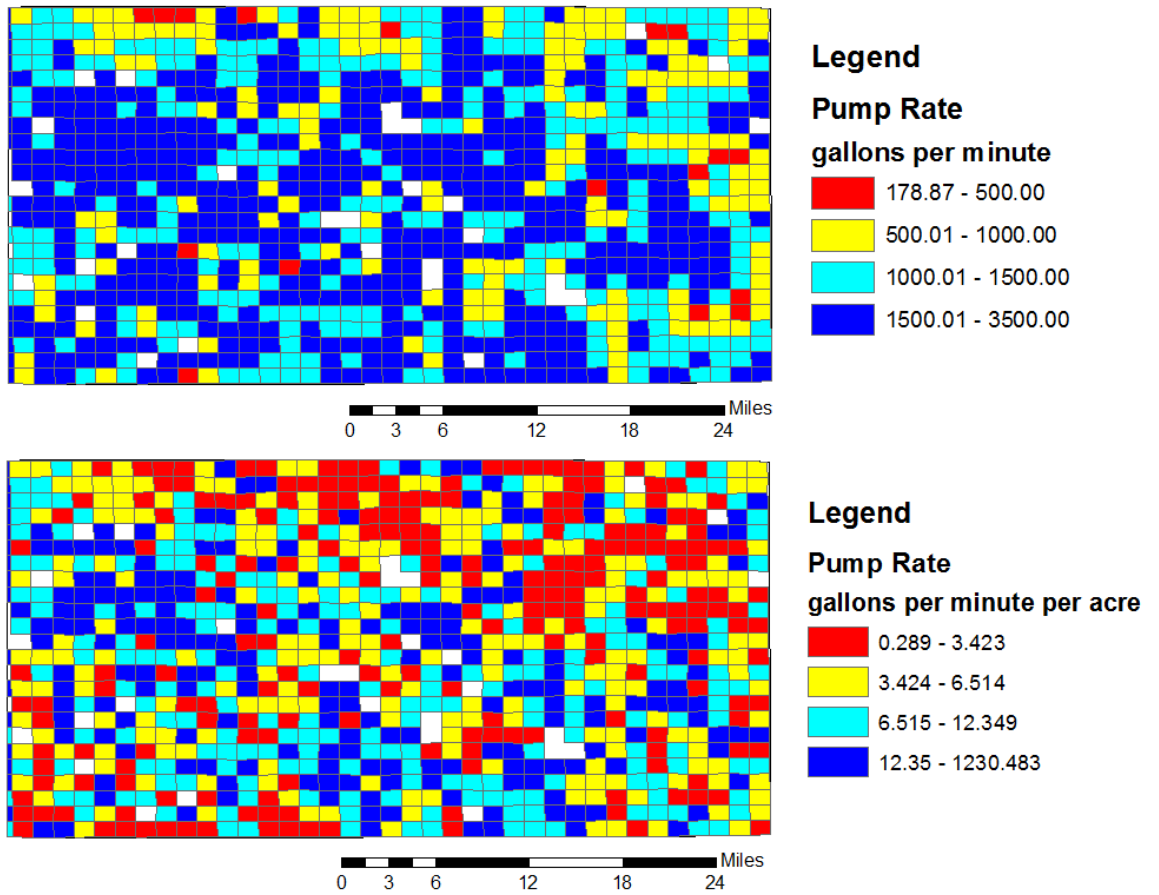 Legend
Pump Rate
gallons per minute
178.87 - 500.00
500.01 - 1000.00
1000.01 - 1500.00
1500.01 - 3500.00
Miles
0 3 6 12 18 24
Legend
Pump Rate
gallons per minute per acre
0.289 - 3.423
3.424 - 6.514
6.515 - 12.349
12.35 - 1230.483
Miles
0 3 6 12 18 24